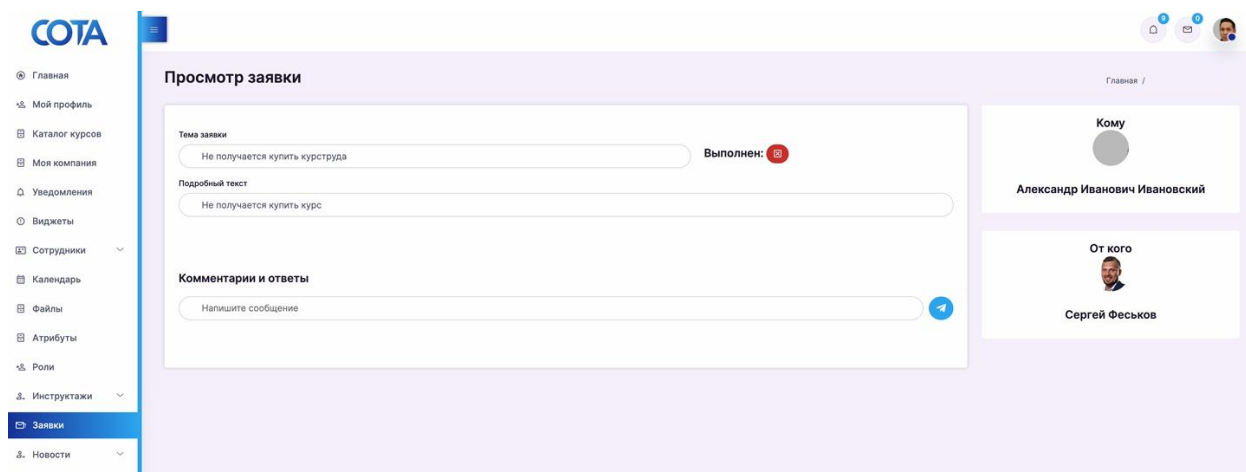 COTA
9
0
Главная
Мой профиль
Каталог курсов
Моя компания
Уведомления
Виджеты
Сотрудники
Календарь
Файлы
Атрибуты
Роли
Инструктажи
Заявки
Новости
Просмотр заявки
Главная /
Тема заявки
Не получается купить курструда
Выполнен:
Подробный текст
Не получается купить курс
Комментарии и ответы
Напишите сообщение
Кому
Александр Иванович Ивановский
От кого
Сергей Феськов